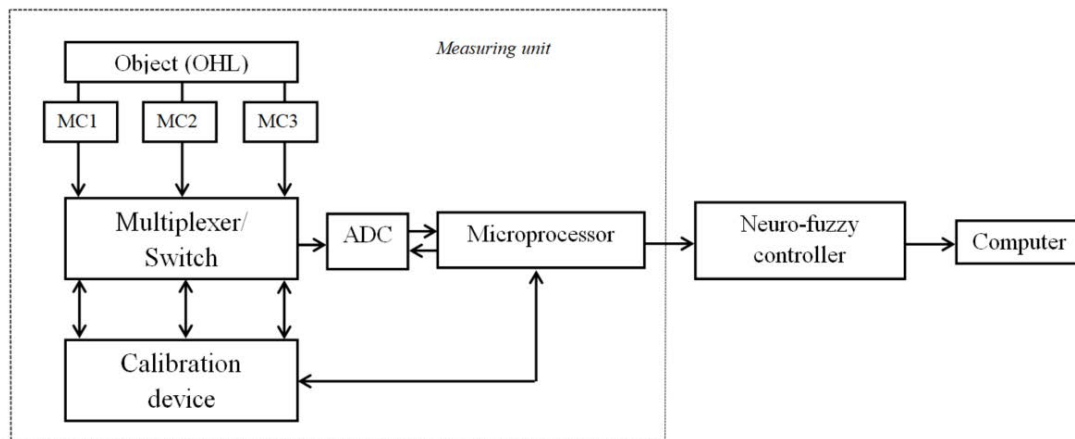 Measuring unit
Object (OHL)
MC1
MC2
MC3
Multiplexer/
Switch
ADC
Microprocessor
Neuro-fuzzy
controller
Computer
Calibration
device